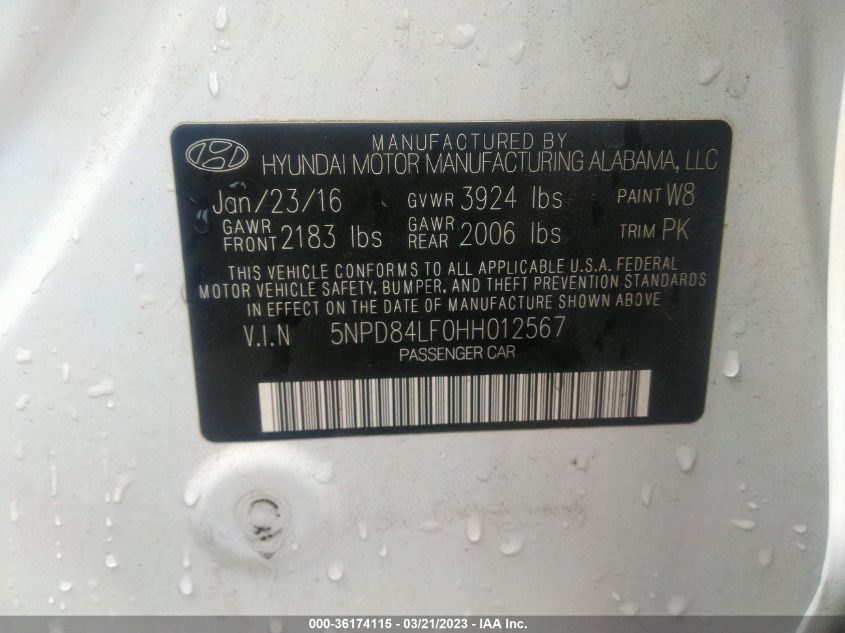 MANUFACTURED BY
HYUNDAI MOTOR MANUFACTURING ALABAMA, LLC
Jan/23/16 GVWR 3924 lbs PAINT W8
GAWR FRONT 2183 lbs GAWR REAR 2006 lbs TRIM PK
THIS VEHICLE CONFORMS TO ALL APPLICABLE U.S.A. FEDERAL
MOTOR VEHICLE SAFETY, BUMPER, AND THEFT PREVENTION STANDARDS
IN EFFECT ON THE DATE OF MANUFACTURE SHOWN ABOVE.
V.I.N 5NPD84LF0HH012567
PASSENGER CAR
000-36174115 - 03/21/2023 - IAA Inc.